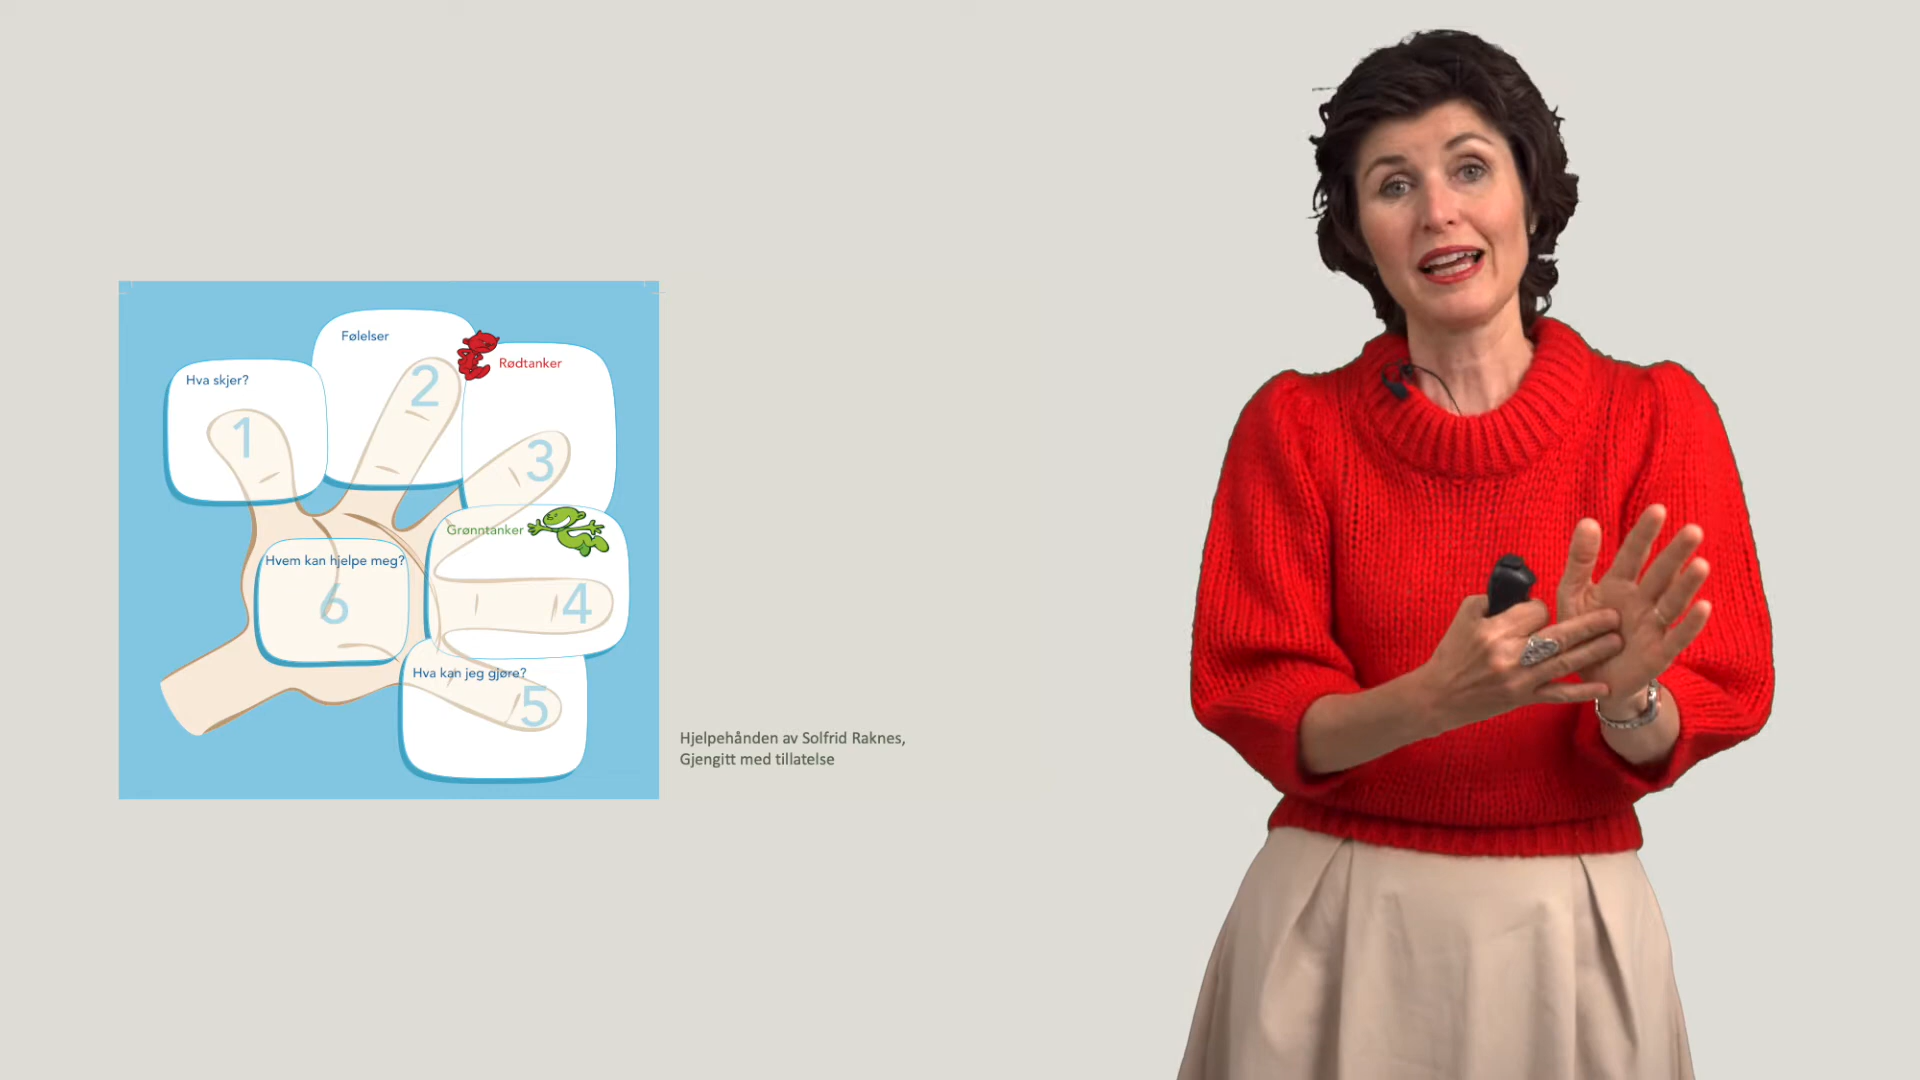 Hva skjer?
1
Følelser
2
Rødtanker
3
Grønntanker
4
Hva kan jeg gjøre?
5
Hvem kan hjelpe meg?
6
Hjelpehånden av Solfrid Raknes,
Gjengitt med tillatelse